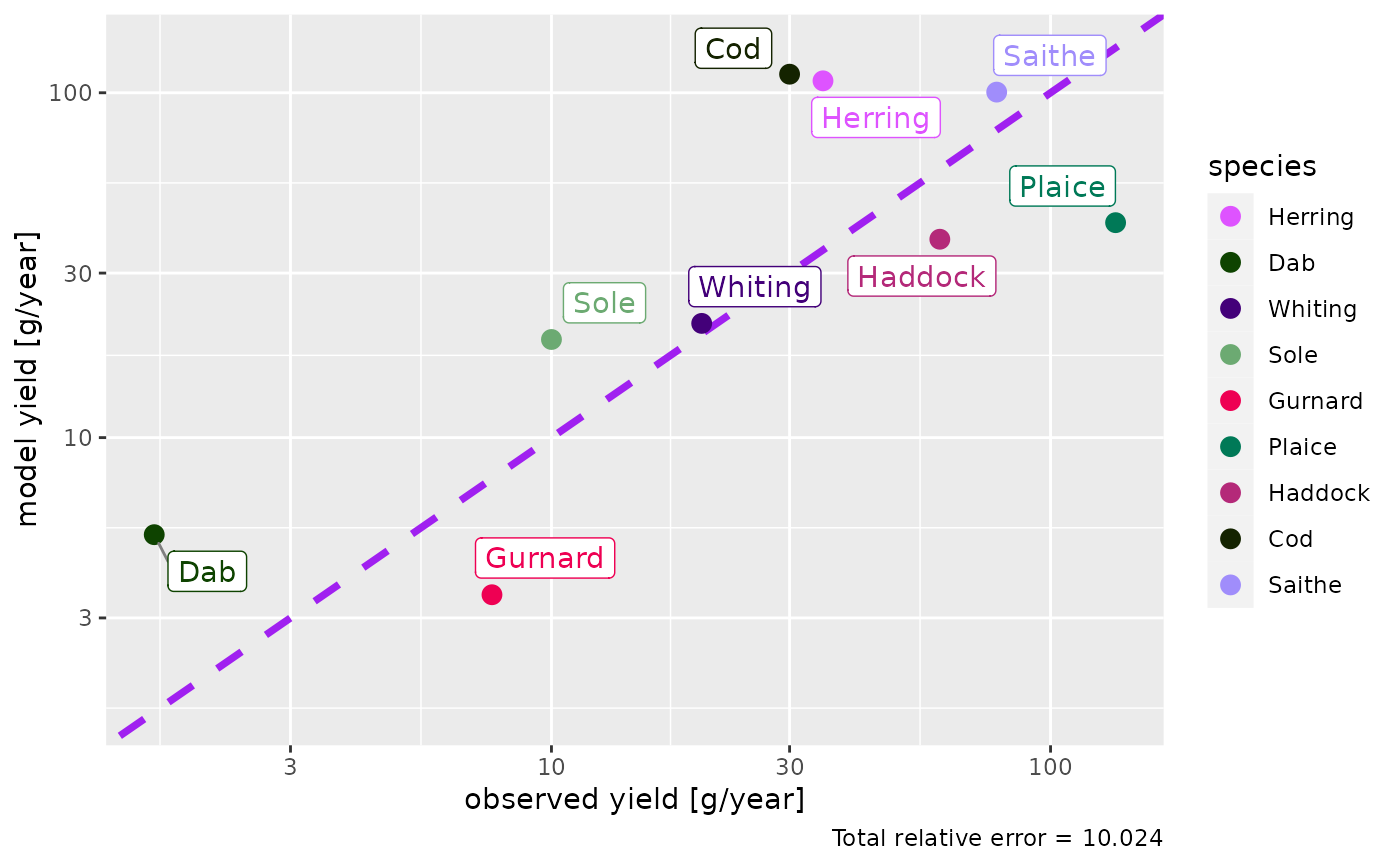 Cod
Saithe
Herring
Plaice
Haddock
Whiting
Sole
Dab
Gurnard
100
30
10
3
model yield [g/year]
3
10
30
100
observed yield [g/year]
Total relative error = 10.024
species
Herring
Dab
Whiting
Sole
Gurnard
Plaice
Haddock
Cod
Saithe